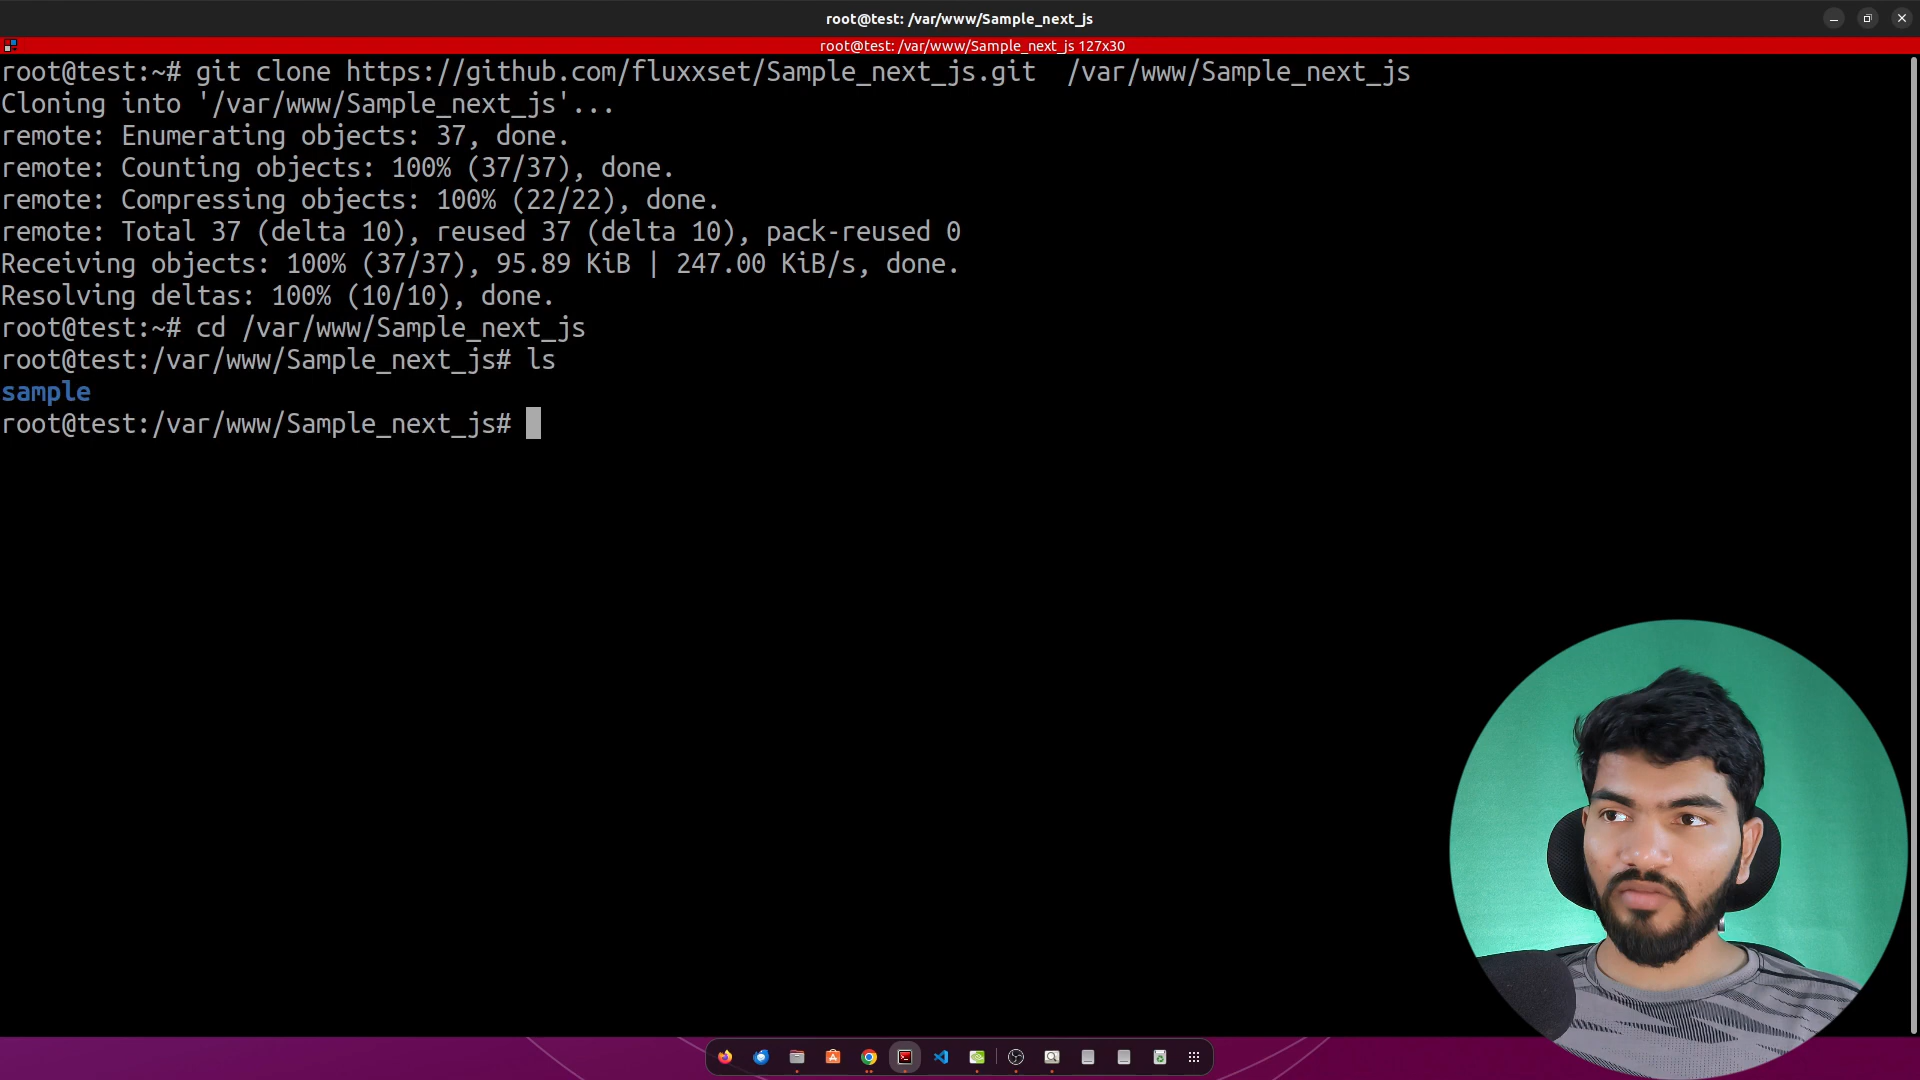 root@test: /var/www/Sample_next_js
root@test: /var/www/Sample_next_js 127x30
root@test:~# git clone https://github.com/fluxxset/Sample_next_js.git  /var/www/Sample_next_js
Cloning into '/var/www/Sample_next_js'...
remote: Enumerating objects: 37, done.
remote: Counting objects: 100% (37/37), done.
remote: Compressing objects: 100% (22/22), done.
remote: Total 37 (delta 10), reused 37 (delta 10), pack-reused 0
Receiving objects: 100% (37/37), 95.89 KiB | 247.00 KiB/s, done.
Resolving deltas: 100% (10/10), done.
root@test:~# cd /var/www/Sample_next_js
root@test:/var/www/Sample_next_js# ls
sample
root@test:/var/www/Sample_next_js#